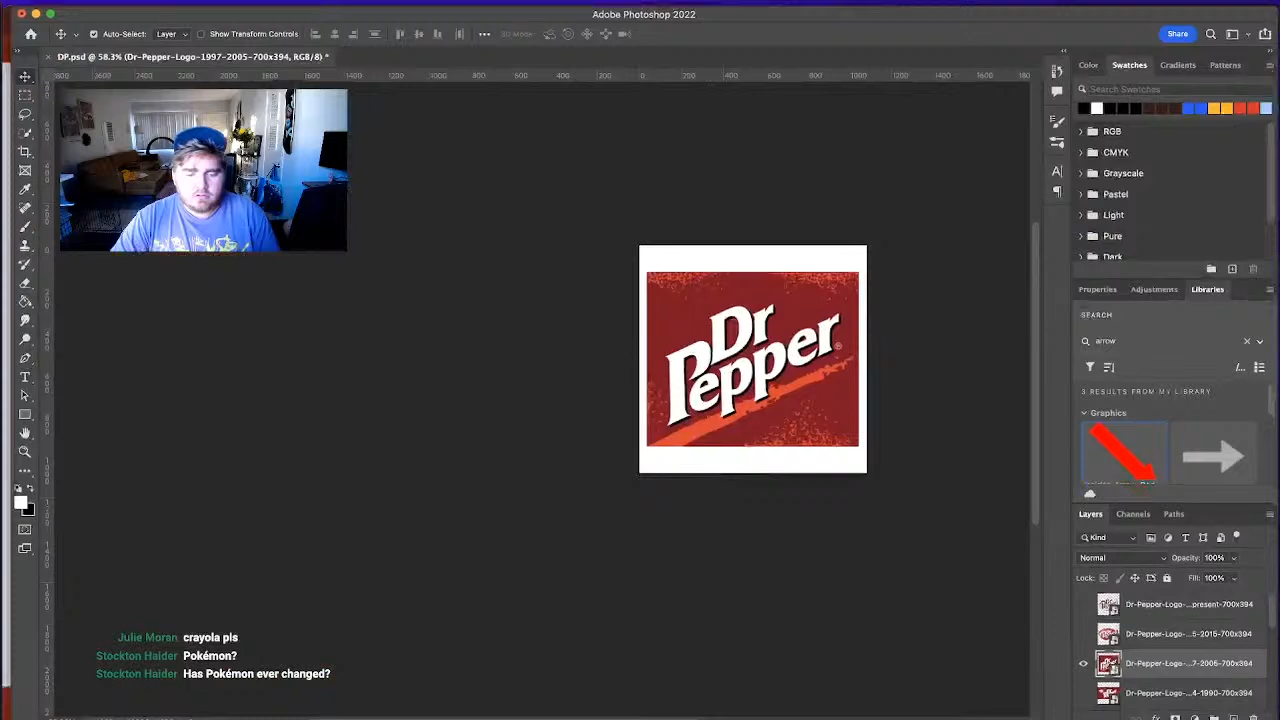 Adobe Photoshop 2022
Auto-Select: Layer Show Transform Controls 3D Mode: Share
× DP.psd @ 58.3% (Dr-Pepper-Logo-1997-2005-700x394, RGB/8) *
Color Swatches Gradients Patterns
Search Swatches
RGB
CMYK
Grayscale
Pastel
Light
Pure
Dark
Properties Adjustments Libraries
SEARCH
arrow
3 RESULTS FROM MY LIBRARY
Graphics
Dr
Pepper
®
Layers Channels Paths
Kind
Normal Opacity: 100%
Lock: Fill: 100%
Dr-Pepper-Logo-...present-700x394
Dr-Pepper-Logo-...5-2015-700x394
Dr-Pepper-Logo-...7-2005-700x394
Dr-Pepper-Logo-...4-1990-700x394
Julie Moran crayola pls
Stockton Haider Pokémon?
Stockton Haider Has Pokémon ever changed?